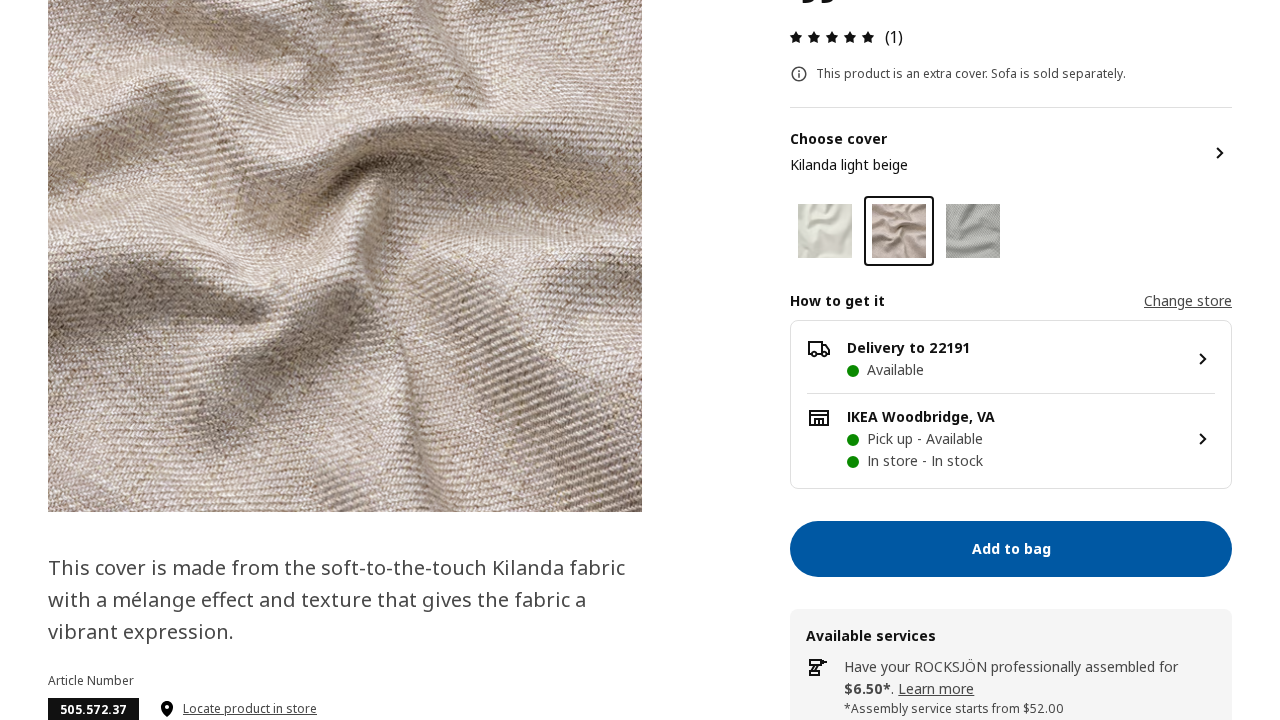 (1)
This product is an extra cover. Sofa is sold separately.
Choose cover
Kilanda light beige
How to get it
Change store
Delivery to 22191
Available
IKEA Woodbridge, VA
Pick up - Available
In store - In stock
Add to bag
Available services
Have your ROCKSJÖN professionally assembled for
$6.50*. Learn more
*Assembly service starts from $52.00
This cover is made from the soft-to-the-touch Kilanda fabric
with a mélange effect and texture that gives the fabric a
vibrant expression.
Article Number
505.572.37
Locate product in store